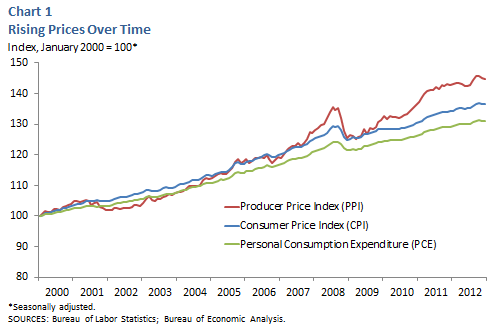 Chart 1
Rising Prices Over Time
Index, January 2000 = 100*
150
140
130
120
110
100
90
80
Producer Price Index (PPI)
Consumer Price Index (CPI)
Personal Consumption Expenditure (PCE)
2000 2001 2002 2003 2004 2005 2006 2007 2008 2009 2010 2011 2012
*Seasonally adjusted.
SOURCES: Bureau of Labor Statistics; Bureau of Economic Analysis.